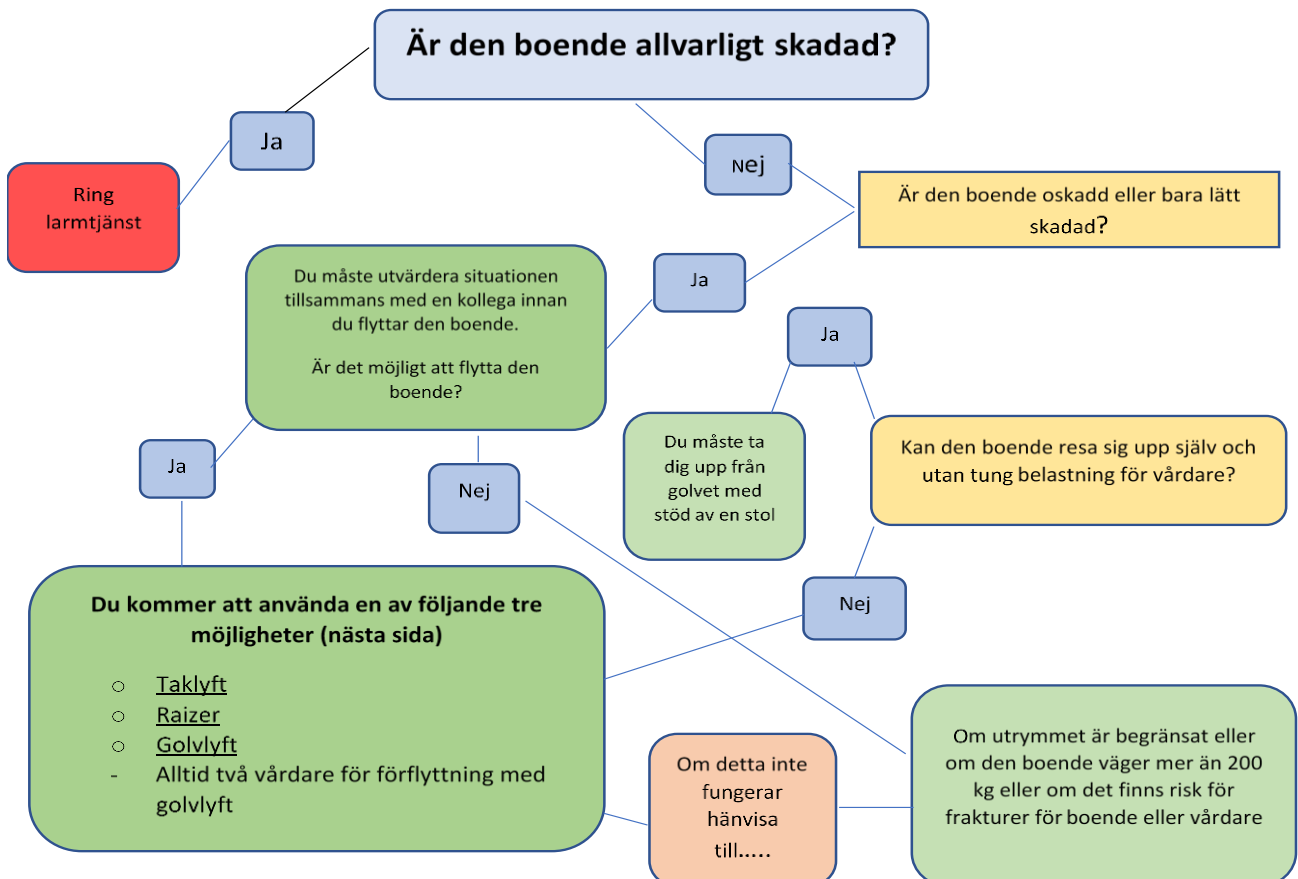 Är den boende allvarligt skadad?
Ja
Nej
Ring
larmtjänst
Är den boende oskadd eller bara lätt
skadad?
Du måste utvärdera situationen
tillsammans med en kollega innan
du flyttar den boende.
Är det möjligt att flytta den
boende?
Ja
Ja
Du måste ta
dig upp från
golvet med
stöd av en stol
Kan den boende resa sig upp själv och
utan tung belastning för vårdare?
Ja
Nej
Nej
Du kommer att använda en av följande tre
möjligheter (nästa sida)
○ Taklyft
○ Raizer
○ Golvlyft
- Alltid två vårdare för förflyttning med
golvlyft
Om detta inte
fungerar
hänvisa
till.....
Om utrymmet är begränsat eller
om den boende väger mer än 200
kg eller om det finns risk för
frakturer för boende eller vårdare